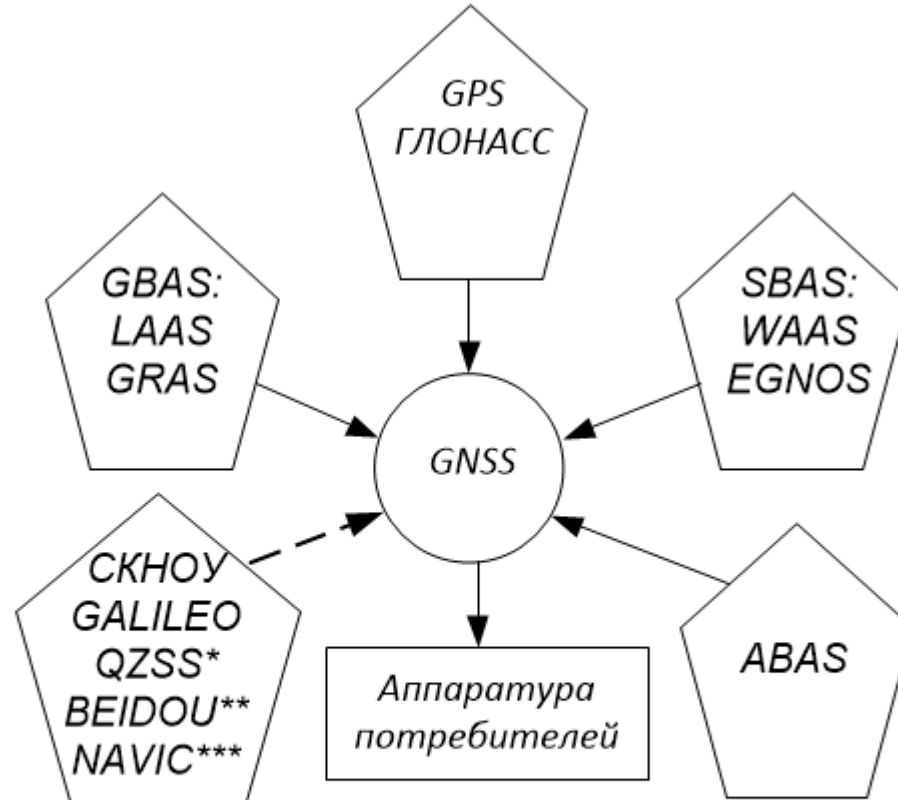 GPS
ГЛОНАСС
GBAS:
LAAS
GRAS
SBAS:
WAAS
EGNOS
GNSS
СКНОУ
GALILEO
QZSS*
BEIDOU**
NAVIC***
Аппаратура
потребителей
ABAS